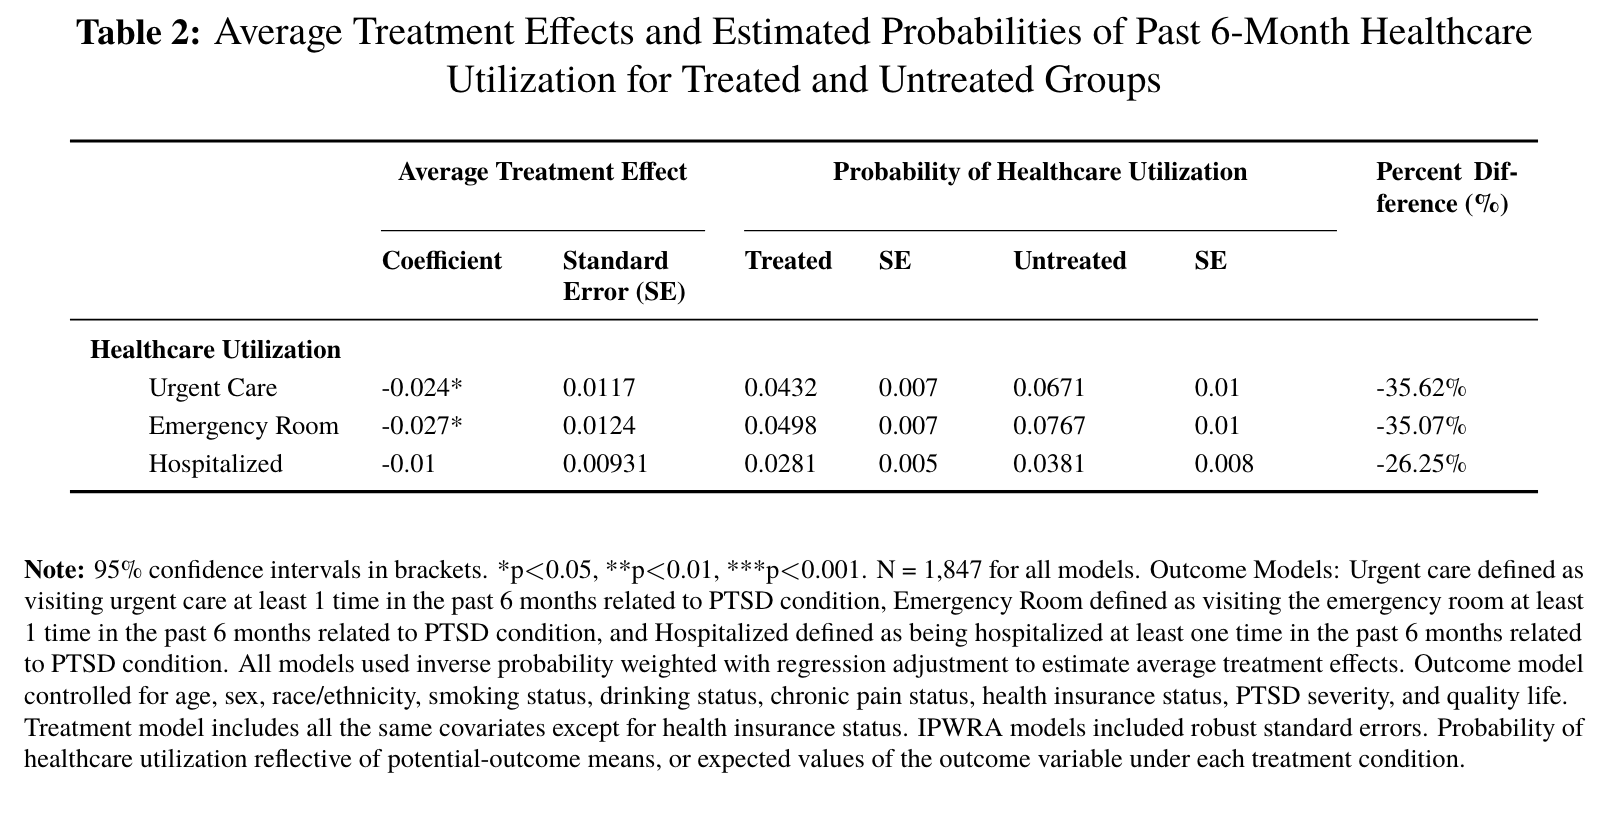 Table 2: Average Treatment Effects and Estimated Probabilities of Past 6-Month Healthcare
Utilization for Treated and Untreated Groups
Average Treatment Effect Probability of Healthcare Utilization Percent Dif-
ference (%)
Coefficient Standard Error (SE) Treated SE Untreated SE
Healthcare Utilization
Urgent Care -0.024* 0.0117 0.0432 0.007 0.0671 0.01 -35.62%
Emergency Room -0.027* 0.0124 0.0498 0.007 0.0767 0.01 -35.07%
Hospitalized -0.01 0.00931 0.0281 0.005 0.0381 0.008 -26.25%
Note: 95% confidence intervals in brackets. *p<0.05, **p<0.01, ***p<0.001. N = 1,847 for all models. Outcome Models: Urgent care defined as
visiting urgent care at least 1 time in the past 6 months related to PTSD condition, Emergency Room defined as visiting the emergency room at least
1 time in the past 6 months related to PTSD condition, and Hospitalized defined as being hospitalized at least one time in the past 6 months related
to PTSD condition. All models used inverse probability weighted with regression adjustment to estimate average treatment effects. Outcome model
controlled for age, sex, race/ethnicity, smoking status, drinking status, chronic pain status, health insurance status, PTSD severity, and quality life.
Treatment model includes all the same covariates except for health insurance status. IPWRA models included robust standard errors. Probability of
healthcare utilization reflective of potential-outcome means, or expected values of the outcome variable under each treatment condition.